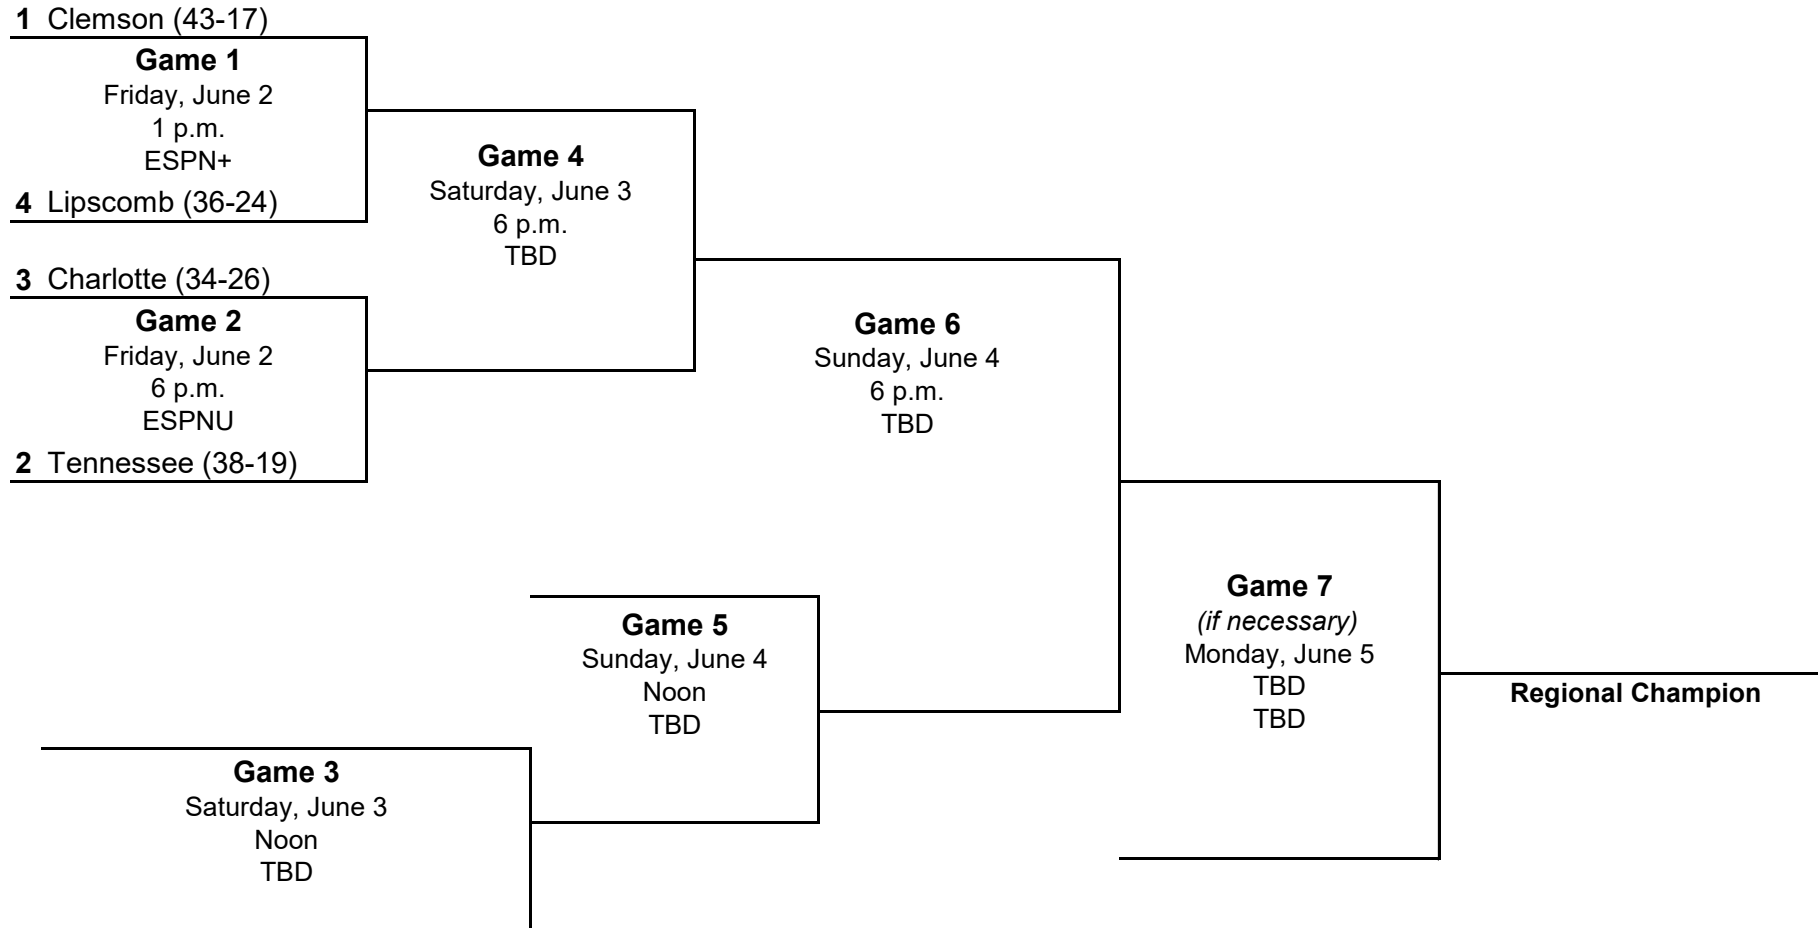 1 Clemson (43-17)
Game 1
Friday, June 2
1 p.m.
ESPN+
4 Lipscomb (36-24)
3 Charlotte (34-26)
Game 2
Friday, June 2
6 p.m.
ESPNU
2 Tennessee (38-19)
Game 4
Saturday, June 3
6 p.m.
TBD
Game 6
Sunday, June 4
6 p.m.
TBD
Game 5
Sunday, June 4
Noon
TBD
Game 3
Saturday, June 3
Noon
TBD
Game 7
(if necessary)
Monday, June 5
TBD
TBD
Regional Champion